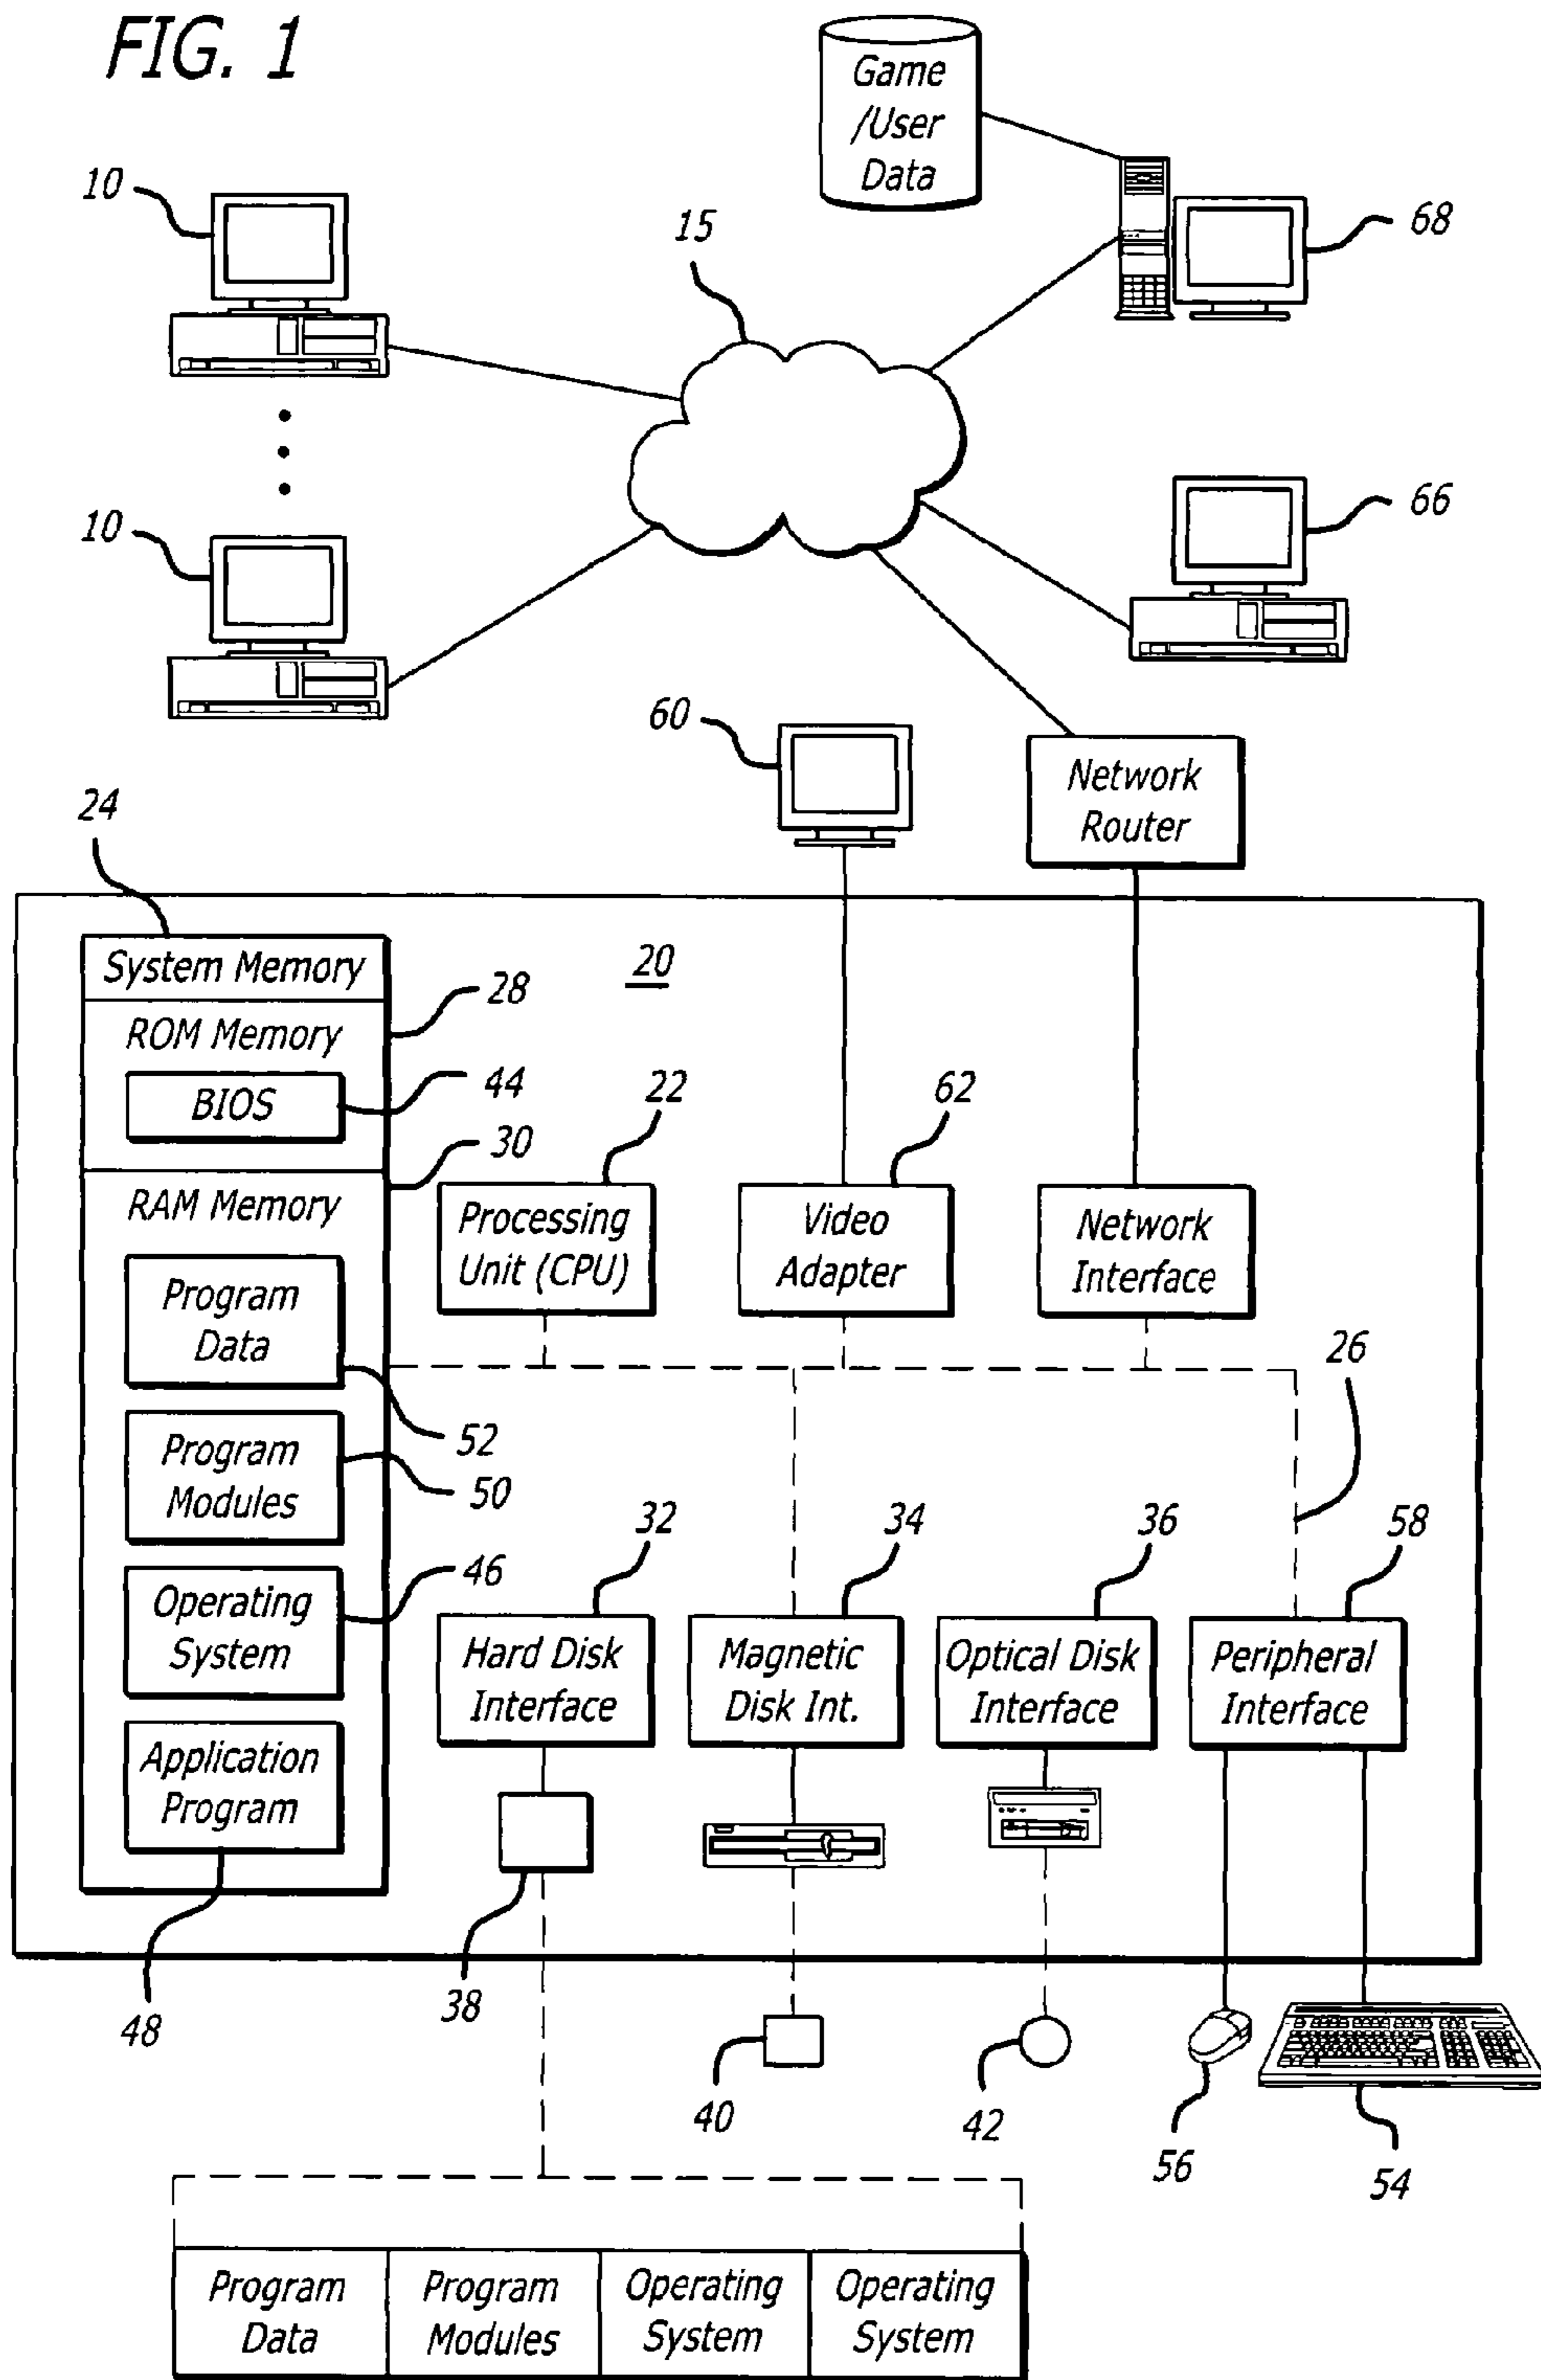 FIG. 1
Game
/User
Data
10
15
68
10
66
60
Network
Router
24
System Memory
20
28
ROM Memory
44
BIOS
22
62
30
RAM Memory
Processing
Unit (CPU)
Video
Adapter
Network
Interface
Program
Data
26
52
Program
Modules
50
32
34
36
58
46
Operating
System
Hard Disk
Interface
Magnetic
Disk Int.
Optical Disk
Interface
Peripheral
Interface
Application
Program
48
38
40
42
56
54
Program
Data
Program
Modules
Operating
System
Operating
System